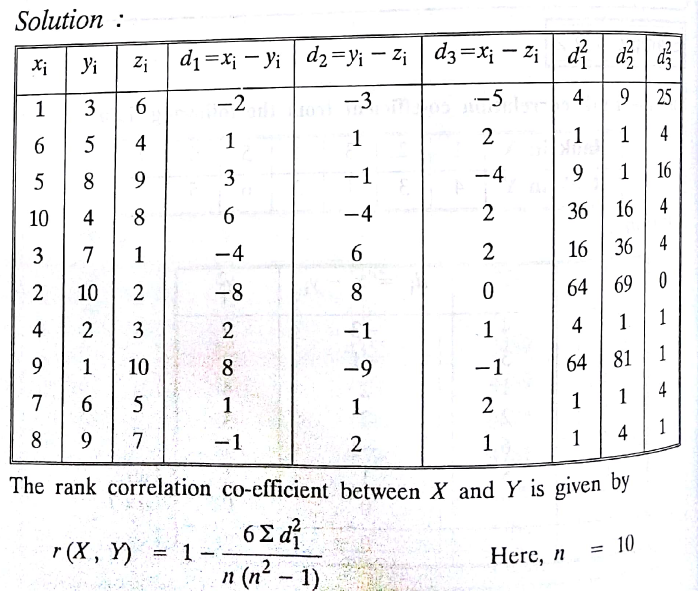 Solution :
xi yi zi d1=xi − yi d2=yi − zi d3=xi − zi d1² d2² d3²
1 3 6 −2 −3 −5 4 9 25
6 5 4 1 1 2 1 1 4
5 8 9 3 −1 −4 9 1 16
10 4 8 6 −4 2 36 16 4
3 7 1 −4 6 2 16 36 4
2 10 2 −8 8 0 64 69 0
4 2 3 2 −1 1 4 1 1
9 1 10 8 −9 −1 64 81 1
7 6 5 1 1 2 1 1 4
8 9 7 −1 2 1 1 4 1
The rank correlation co-efficient between X and Y is given by
r (X, Y) = 1 − 6 Σ d1² / n (n² − 1) Here, n = 10